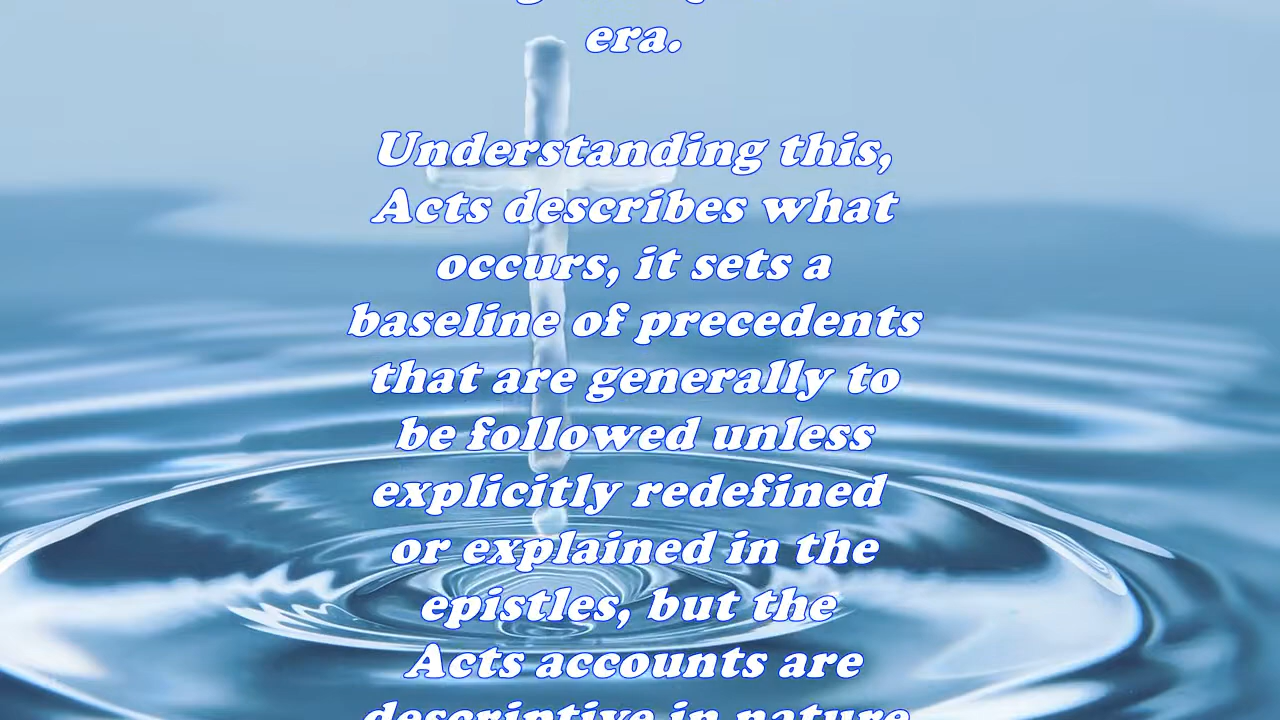 era.
Understanding this,
Acts describes what
occurs, it sets a
baseline of precedents
that are generally to
be followed unless
explicitly redefined
or explained in the
epistles, but the
Acts accounts are
descriptive in nature